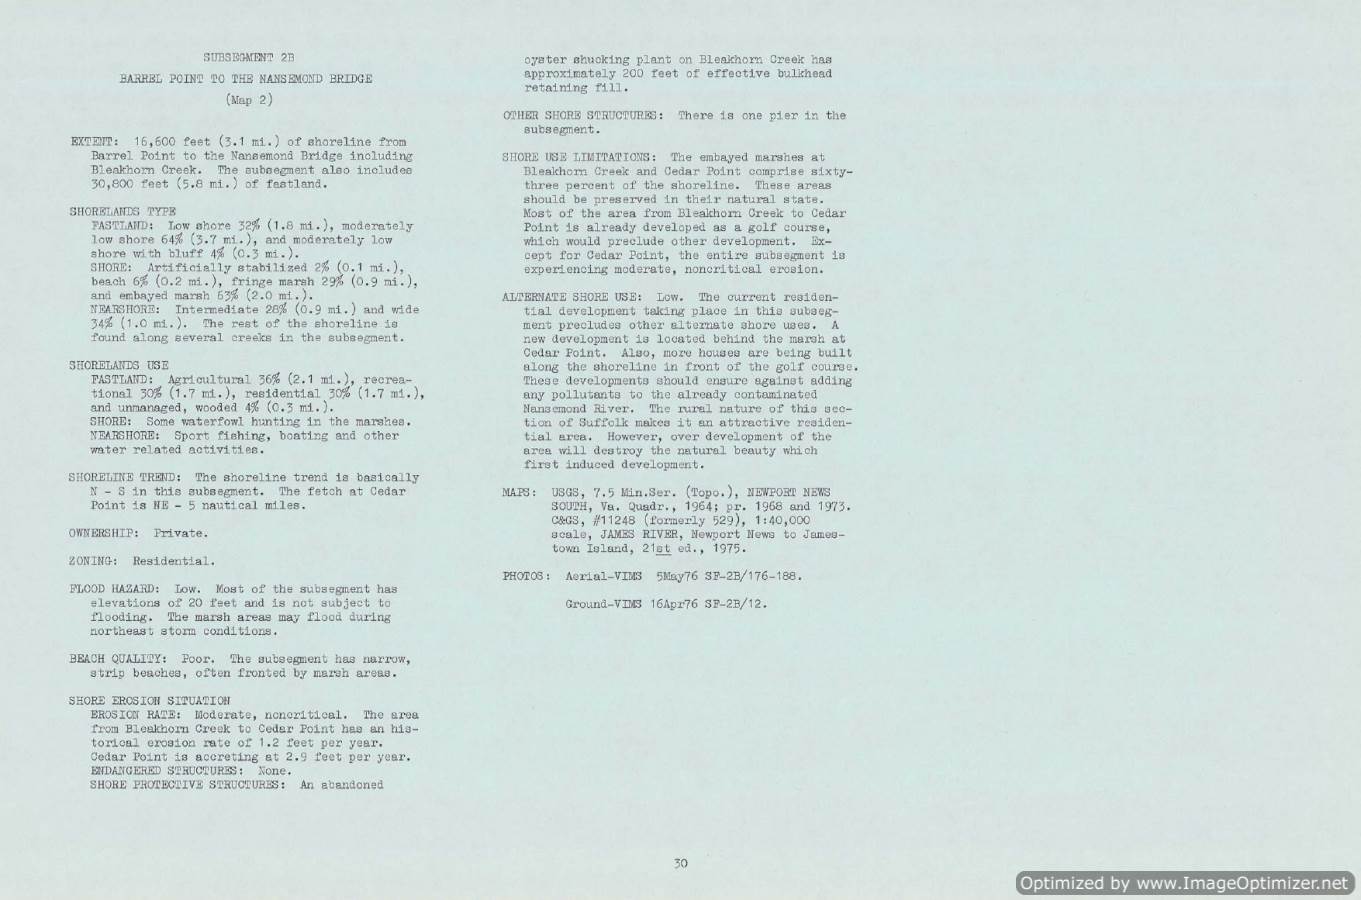 SUBSEGMENT 2B
BARREL POINT TO THE NANSEMOND BRIDGE
(Map 2)
EXTENT: 16,600 feet (3.1 mi.) of shoreline from
Barrel Point to the Nansemond Bridge including
Bleakhorn Creek. The subsegment also includes
30,800 feet (5.8 mi.) of fastland.
SHORELANDS TYPE
FASTLAND: Low shore 32% (1.8 mi.), moderately
low shore 64% (3.7 mi.), and moderately low
shore with bluff 4% (0.3 mi.).
SHORE: Artificially stabilized 2% (0.1 mi.),
beach 6% (0.2 mi.), fringe marsh 29% (0.9 mi.),
and embayed marsh 63% (2.0 mi.).
NEARSHORE: Intermediate 28% (0.9 mi.) and wide
34% (1.0 mi.). The rest of the shoreline is
found along several creeks in the subsegment.
SHORELANDS USE
FASTLAND: Agricultural 36% (2.1 mi.), recrea-
tional 30% (1.7 mi.), residential 30% (1.7 mi.),
and unmanaged, wooded 4% (0.3 mi.).
SHORE: Some waterfowl hunting in the marshes.
NEARSHORE: Sport fishing, boating and other
water related activities.
SHORELINE TREND: The shoreline trend is basically
N - S in this subsegment. The fetch at Cedar
Point is NE - 5 nautical miles.
OWNERSHIP: Private.
ZONING: Residential.
FLOOD HAZARD: Low. Most of the subsegment has
elevations of 20 feet and is not subject to
flooding. The marsh areas may flood during
northeast storm conditions.
BEACH QUALITY: Poor. The subsegment has narrow,
strip beaches, often fronted by marsh areas.
SHORE EROSION SITUATION
EROSION RATE: Moderate, noncritical. The area
from Bleakhorn Creek to Cedar Point has an his-
torical erosion rate of 1.2 feet per year.
Cedar Point is accreting at 2.9 feet per year.
ENDANGERED STRUCTURES: None.
SHORE PROTECTIVE STRUCTURES: An abandoned
oyster shucking plant on Bleakhorn Creek has
approximately 200 feet of effective bulkhead
retaining fill.
OTHER SHORE STRUCTURES: There is one pier in the
subsegment.
SHORE USE LIMITATIONS: The embayed marshes at
Bleakhorn Creek and Cedar Point comprise sixty-
three percent of the shoreline. These areas
should be preserved in their natural state.
Most of the area from Bleakhorn Creek to Cedar
Point is already developed as a golf course,
which would preclude other development. Ex-
cept for Cedar Point, the entire subsegment is
experiencing moderate, noncritical erosion.
ALTERNATE SHORE USE: Low. The current residen-
tial development taking place in this subseg-
ment precludes other alternate shore uses. A
new development is located behind the marsh at
Cedar Point. Also, more houses are being built
along the shoreline in front of the golf course.
These developments should ensure against adding
any pollutants to the already contaminated
Nansemond River. The rural nature of this sec-
tion of Suffolk makes it an attractive residen-
tial area. However, over development of the
area will destroy the natural beauty which
first induced development.
MAPS: USGS, 7.5 Min.Ser. (Topo.), NEWPORT NEWS
SOUTH, Va. Quadr., 1964; pr. 1968 and 1973.
C&GS, #11248 (formerly 529), 1:40,000
scale, JAMES RIVER, Newport News to James-
town Island, 21st ed., 1975.
PHOTOS: Aerial-VIMS 5May76 SF-2B/176-188.
Ground-VIMS 16Apr76 SF-2B/12.
30
Optimized by www.ImageOptimizer.net